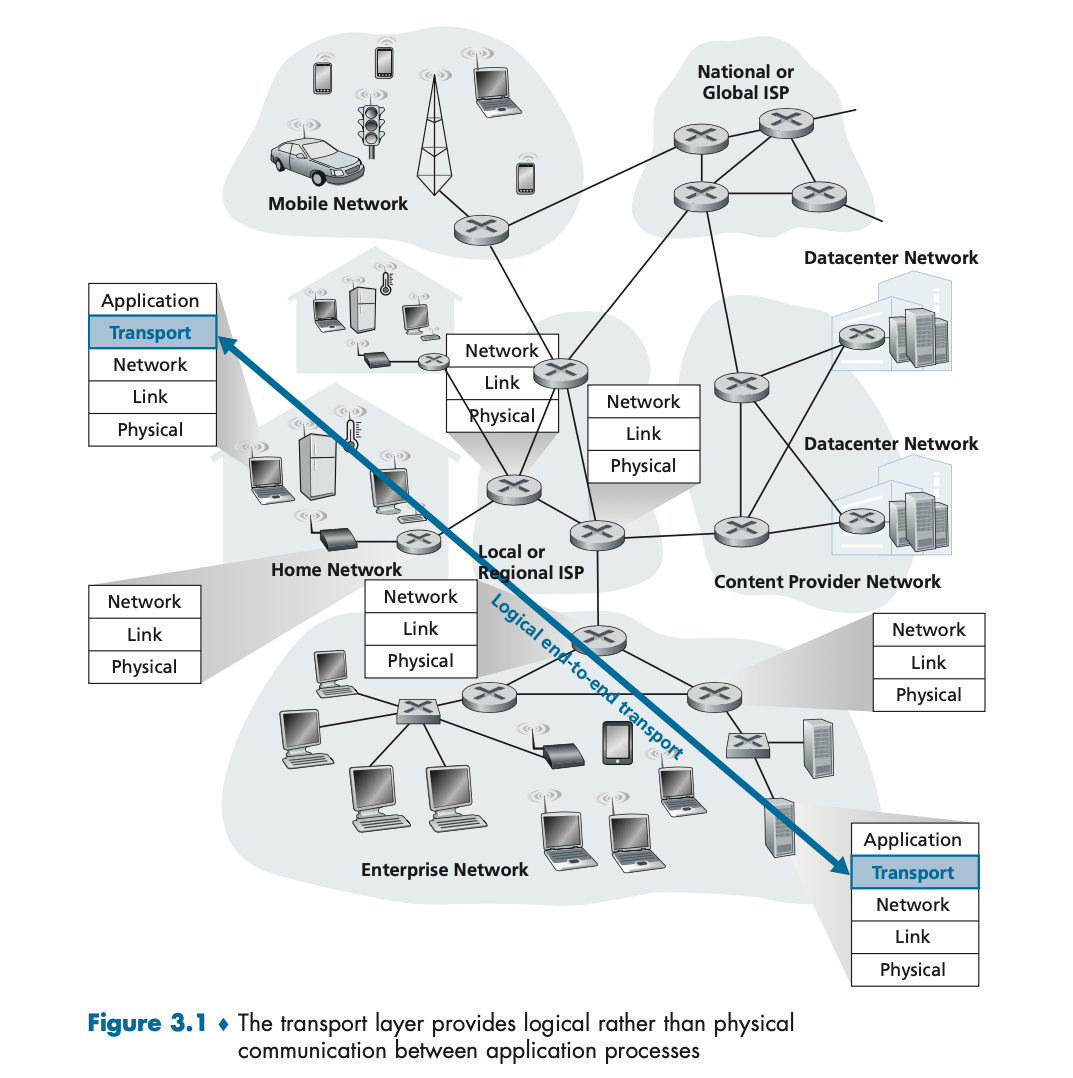 National or
Global ISP
Mobile Network
Datacenter Network
Application
Transport
Network
Link
Physical
Network
Link
Physical
Network
Link
Physical
Datacenter Network
Local or
Regional ISP
Home Network
Content Provider Network
Network
Link
Physical
Network
Link
Physical
Logical end-to-end transport
Network
Link
Physical
Enterprise Network
Application
Transport
Network
Link
Physical
Figure 3.1 ♦ The transport layer provides logical rather than physical
communication between application processes